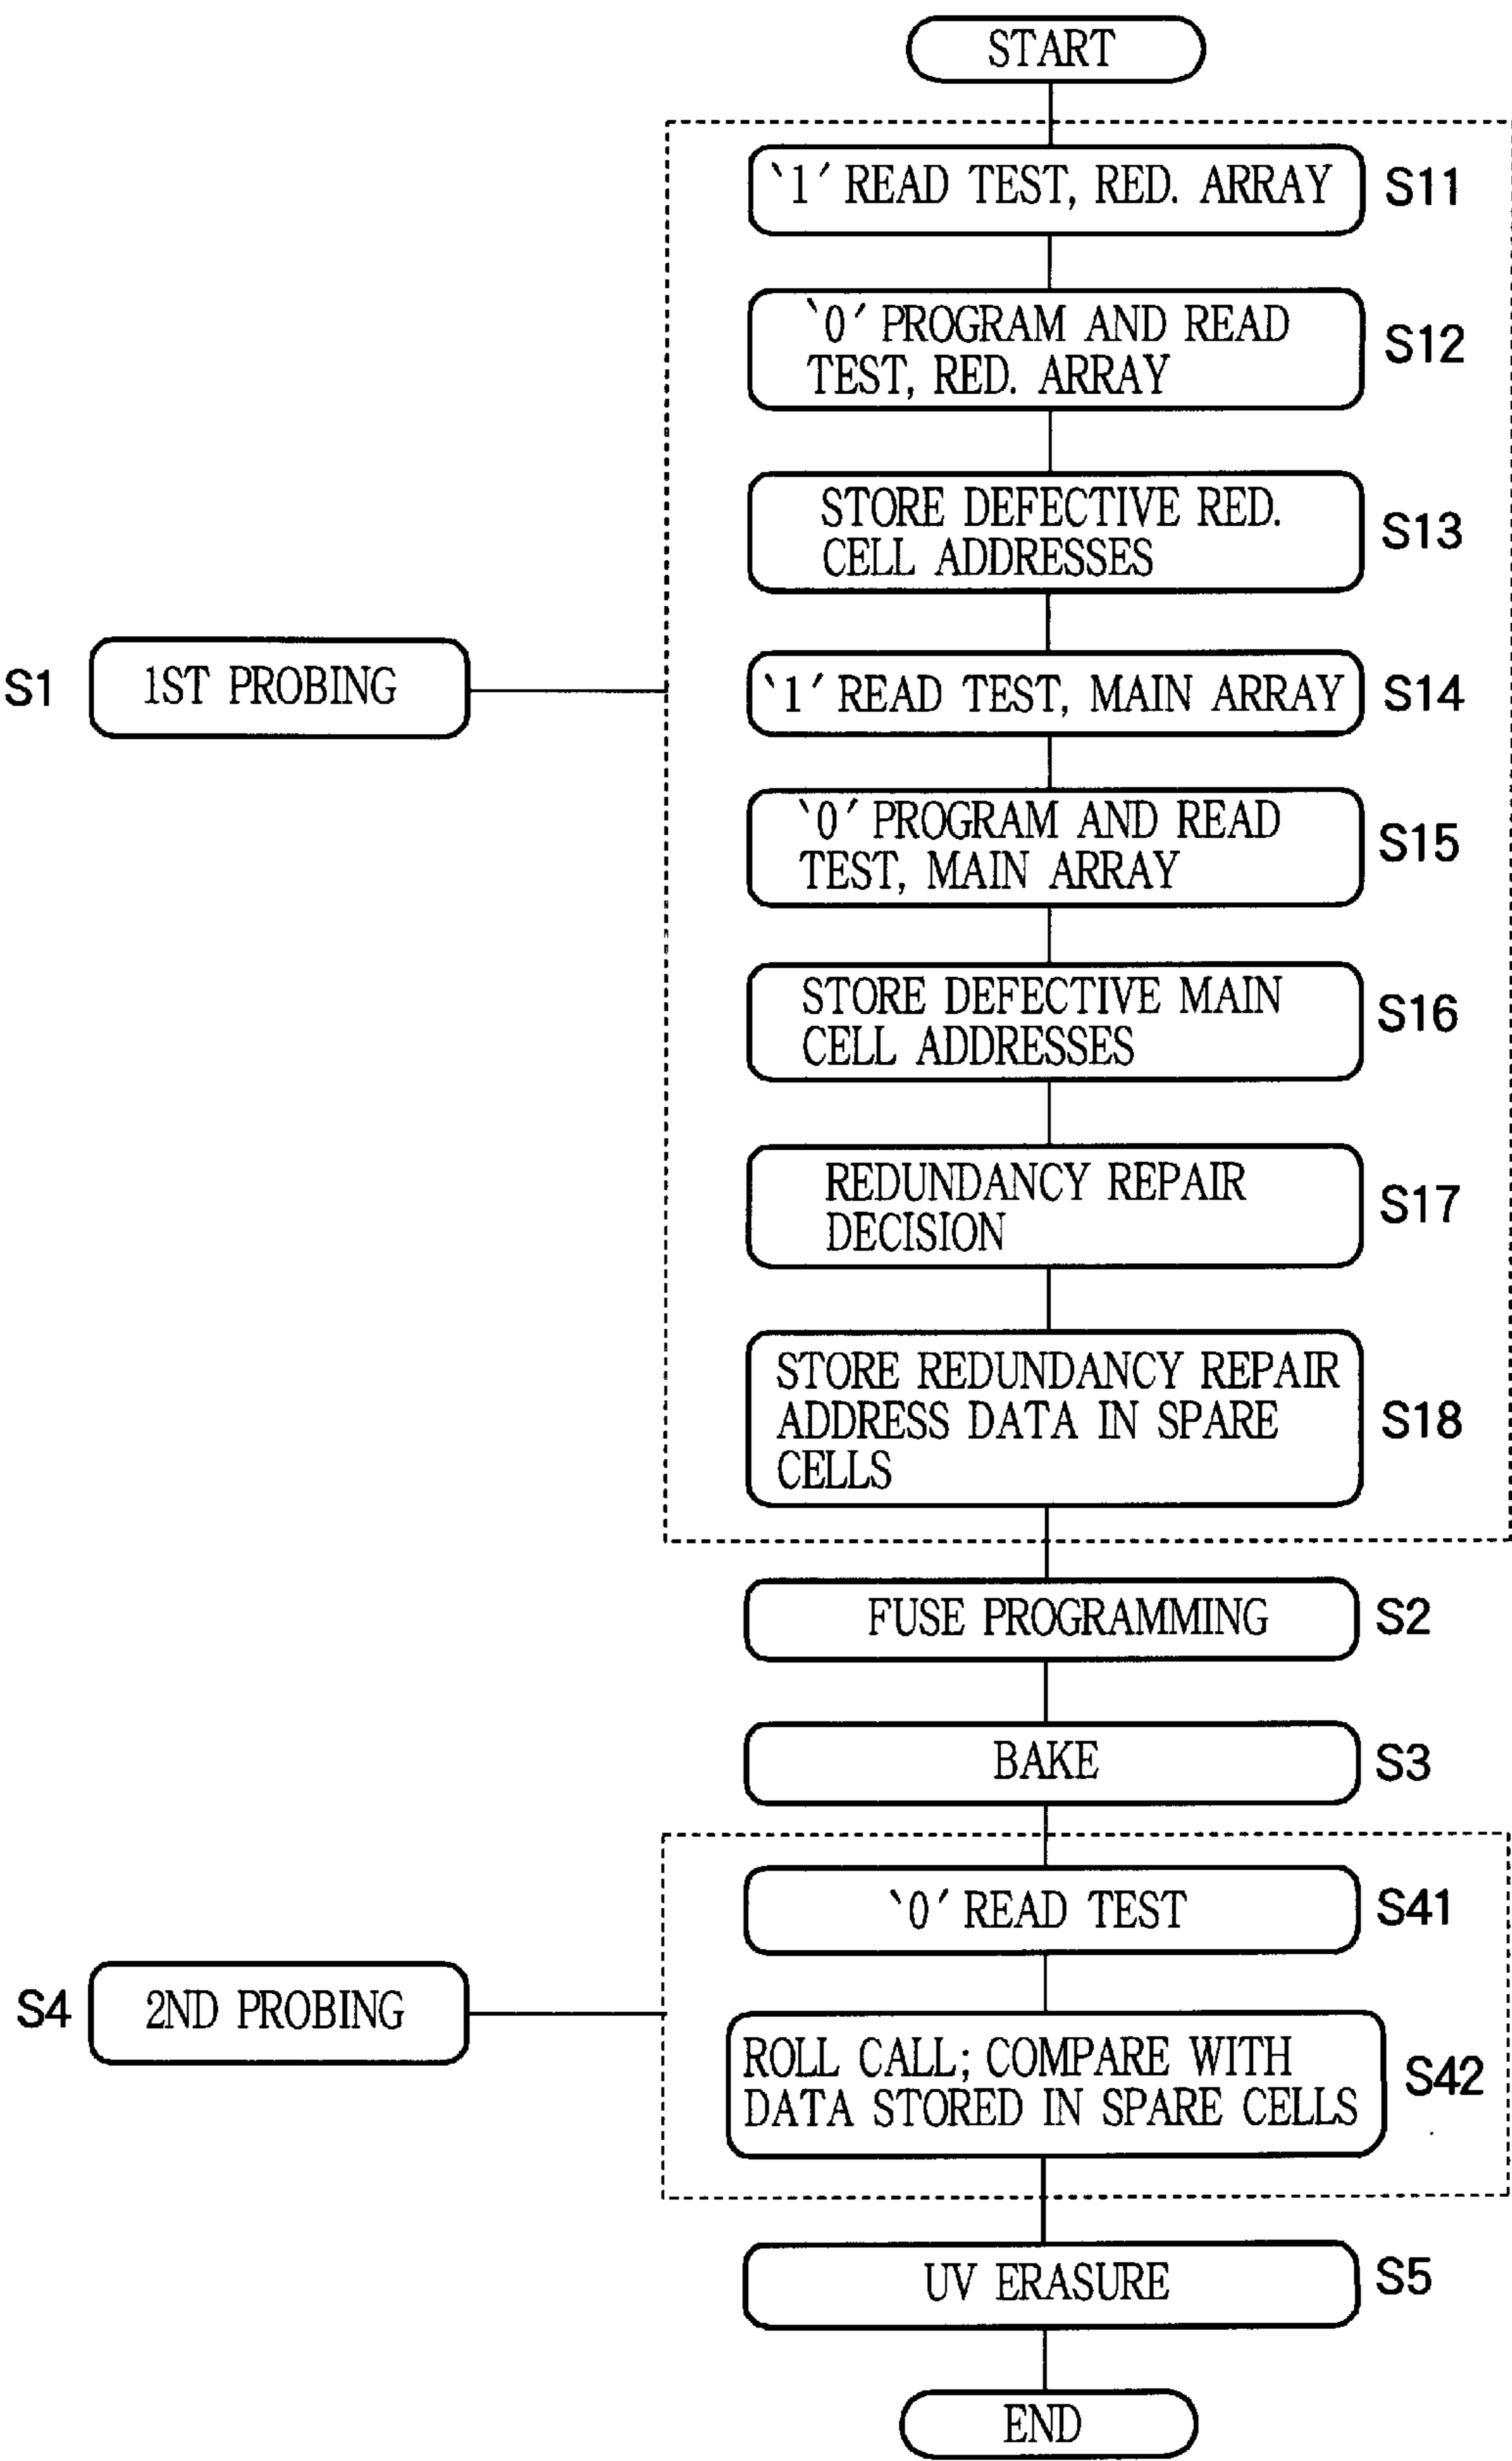 START
`1´ READ TEST, RED. ARRAY
S11
`0´ PROGRAM AND READ
TEST, RED. ARRAY
S12
STORE DEFECTIVE RED.
CELL ADDRESSES
S13
S1
1ST PROBING
`1´ READ TEST, MAIN ARRAY
S14
`0´ PROGRAM AND READ
TEST, MAIN ARRAY
S15
STORE DEFECTIVE MAIN
CELL ADDRESSES
S16
REDUNDANCY REPAIR
DECISION
S17
STORE REDUNDANCY REPAIR
ADDRESS DATA IN SPARE
CELLS
S18
FUSE PROGRAMMING
S2
BAKE
S3
`0´ READ TEST
S41
S4
2ND PROBING
ROLL CALL; COMPARE WITH
DATA STORED IN SPARE CELLS
S42
UV ERASURE
S5
END